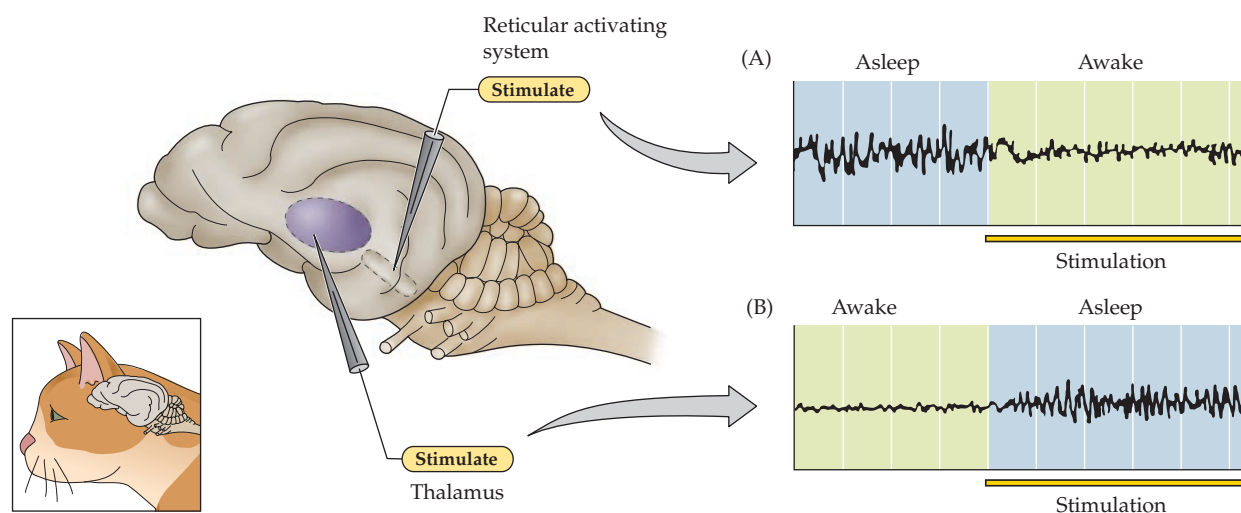 Reticular activating
system
Stimulate
(A)
Asleep
Awake
Stimulation
Stimulate
Thalamus
(B)
Awake
Asleep
Stimulation